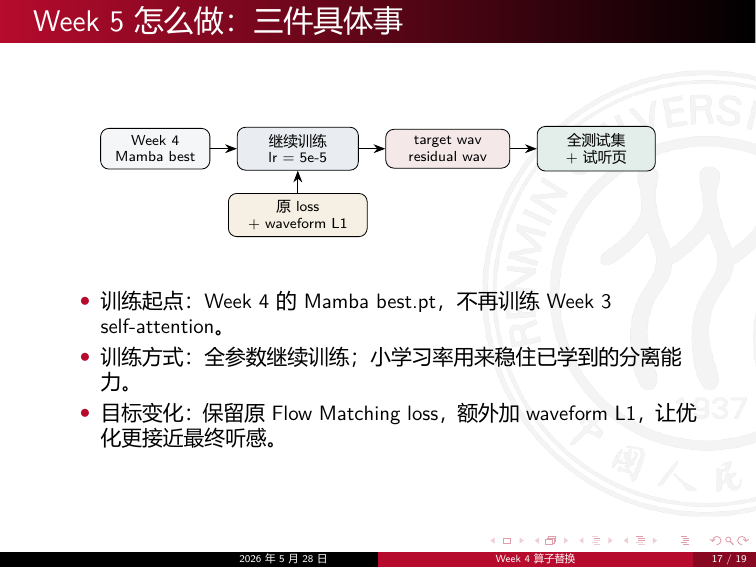 Week 5 怎么做：三件具体事
Week 4
Mamba best
继续训练
lr = 5e-5
target wav
residual wav
全测试集
+ 试听页
原 loss
+ waveform L1
• 训练起点：Week 4 的 Mamba best.pt，不再训练 Week 3
self-attention。
• 训练方式：全参数继续训练；小学习率用来稳住已学到的分离能
力。
• 目标变化：保留原 Flow Matching loss，额外加 waveform L1，让优
化更接近最终听感。
1937
中国人民
2026 年 5 月 28 日
Week 4 算子替换
17 / 19